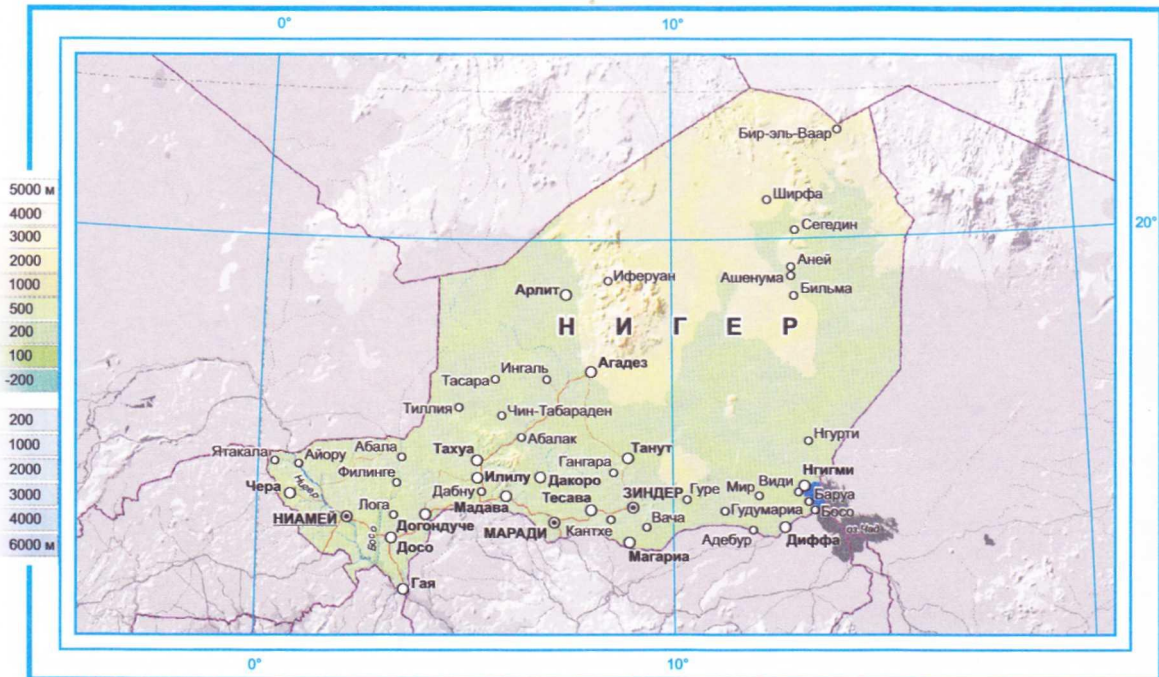 0°
10°
Бир-эль-Ваар
Ширфа
20°
Сегедин
Аней
Ашенума
Бильма
Иферуан
Арлит
НИГЕР
Агадез
Ингаль
Тасара
Тиллия
Чин-Табараден
Абалак
Нгурти
Ятакала
Айору
Абала
Тахуа
Танут
Гангара
Филинге
Илилу
Дакоро
Нгигми
Види
Чера
Нигер
Дабну
Мадава
Тесава
ЗИНДЕР
Гуре
Мир
Баруа
НИАМЕЙ
Лога
Догондуче
МАРАДИ
Кантхе
Вача
Гудумариа
Босо
Босо
Досо
Адебур
Диффа
оз. Чад
Магариа
Гая
0°
10°
5000 м
4000
3000
2000
1000
500
200
100
-200
200
1000
2000
3000
4000
6000 м